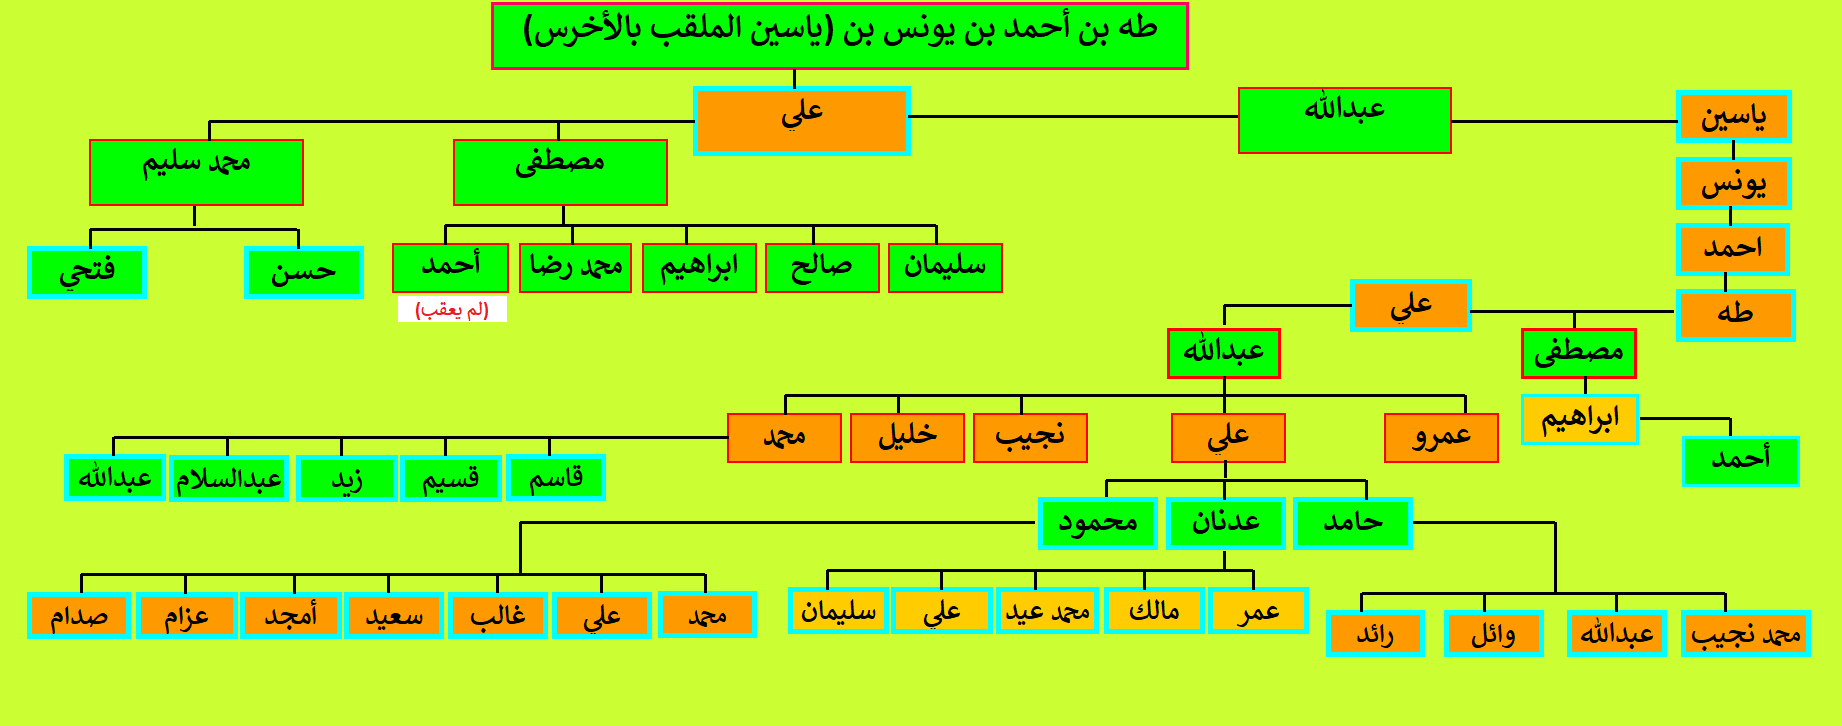 طه بن أحمد بن يونس بن (ياسين الملقب بالأخرس)
ياسين
عبدالله
علي
مصطفى
محمد سليم
يونس
احمد
سليمان
صالح
ابراهيم
محمد رضا
أحمد
(لم يعقب)
حسن
فتحي
طه
علي
مصطفى
عبدالله
ابراهيم
أحمد
عمرو
علي
نجيب
خليل
محمد
قاسم
قسيم
زيد
عبدالسلام
عبدالله
حامد
عدنان
محمود
محمد نجيب
عبدالله
وائل
رائد
عمر
مالك
محمد عيد
علي
سليمان
محمد
علي
غالب
سعيد
أمجد
عزام
صدام